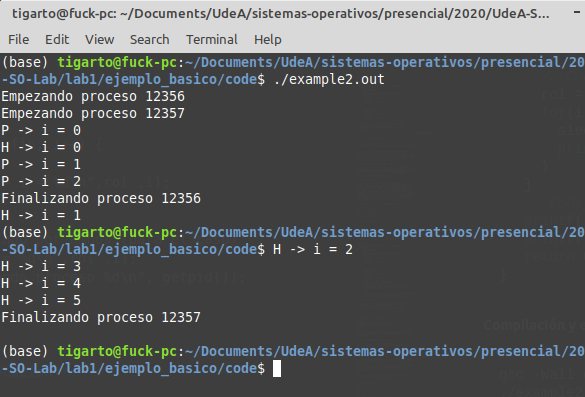 tigarto@fuck-pc: ~/Documents/UdeA/sistemas-operativos/presencial/2020/UdeA-S...
File Edit View Search Terminal Help
(base) tigarto@fuck-pc:~/Documents/UdeA/sistemas-operativos/presencial/20
-SO-Lab/lab1/ejemplo_basico/code$ ./example2.out
Empezando proceso 12356
Empezando proceso 12357
P -> i = 0
H -> i = 0
P -> i = 1
P -> i = 2
Finalizando proceso 12356
H -> i = 1
(base) tigarto@fuck-pc:~/Documents/UdeA/sistemas-operativos/presencial/20
-SO-Lab/lab1/ejemplo_basico/code$ H -> i = 2
H -> i = 3
H -> i = 4
H -> i = 5
Finalizando proceso 12357
(base) tigarto@fuck-pc:~/Documents/UdeA/sistemas-operativos/presencial/20
-SO-Lab/lab1/ejemplo_basico/code$